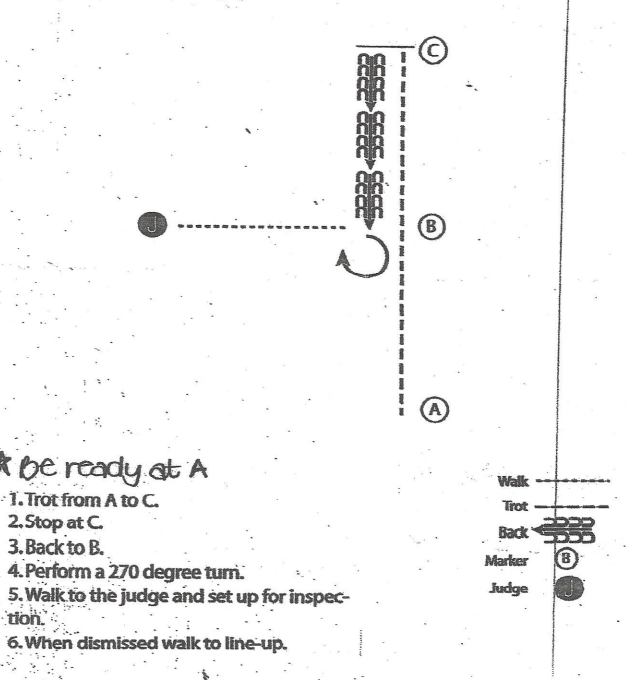 C
B
J
A
* Be ready at A
1. Trot from A to C.
2. Stop at C.
3. Back to B.
4. Perform a 270 degree turn.
5. Walk to the judge and set up for inspec-
tion.
6. When dismissed walk to line-up.
Walk
Trot
Back
Marker B
Judge J